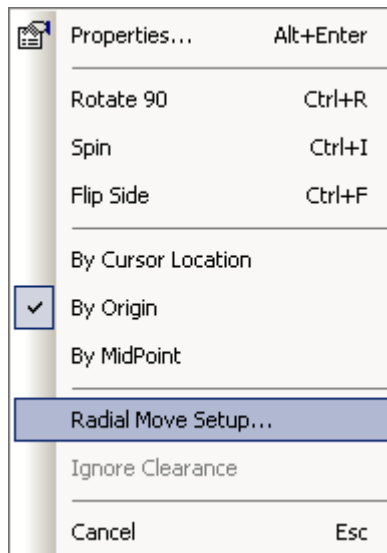 Properties... Alt+Enter
Rotate 90 Ctrl+R
Spin Ctrl+I
Flip Side Ctrl+F
By Cursor Location
By Origin
By MidPoint
Radial Move Setup...
Ignore Clearance
Cancel Esc